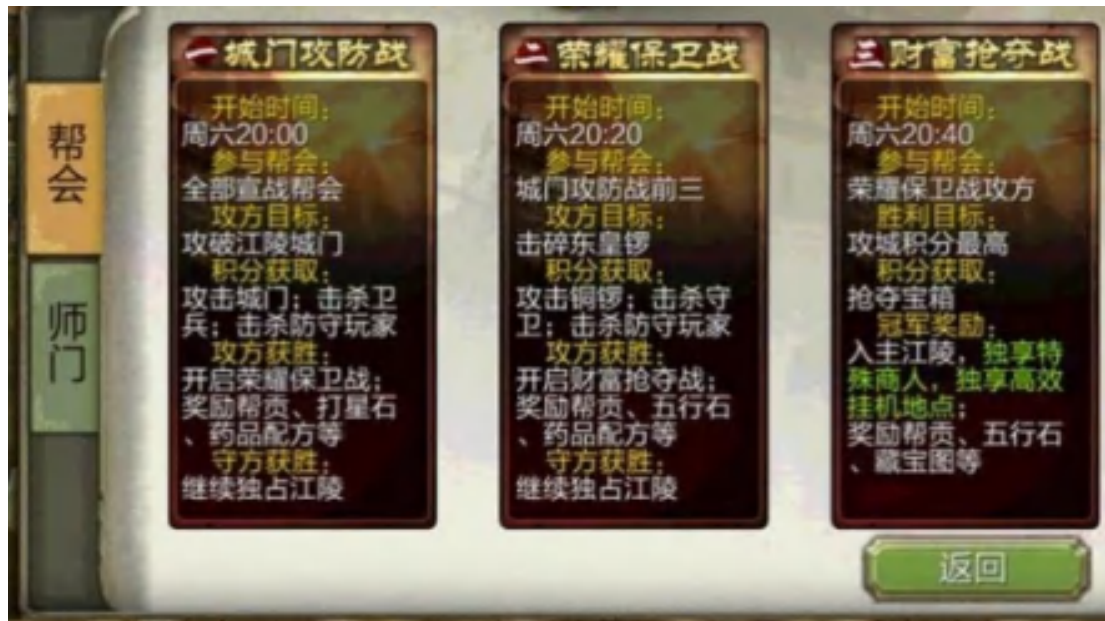 帮会
师门
一城门攻防战
开始时间：
周六20:00
参与帮会：
全部宣战帮会
攻方目标：
攻破江陵城门
积分获取：
攻击城门；击杀卫
兵；击杀防守玩家
攻方获胜：
开启荣耀保卫战；
奖励帮贡、打星石
、药品配方等
守方获胜：
继续独占江陵
二荣耀保卫战
开始时间：
周六20:20
参与帮会：
城门攻防战前三
攻方目标：
击碎东皇锣
积分获取：
攻击铜锣；击杀守
卫；击杀防守玩家
攻方获胜：
开启财富抢夺战；
奖励帮贡、五行石
、药品配方等
守方获胜：
继续独占江陵
三财富抢夺战
开始时间：
周六20:40
参与帮会：
荣耀保卫战攻方
胜利目标：
攻城积分最高
积分获取：
抢夺宝箱
冠军奖励：
入主江陵，独享特
殊商人，独享高效
挂机地点；
奖励帮贡、五行石
、藏宝图等
返回